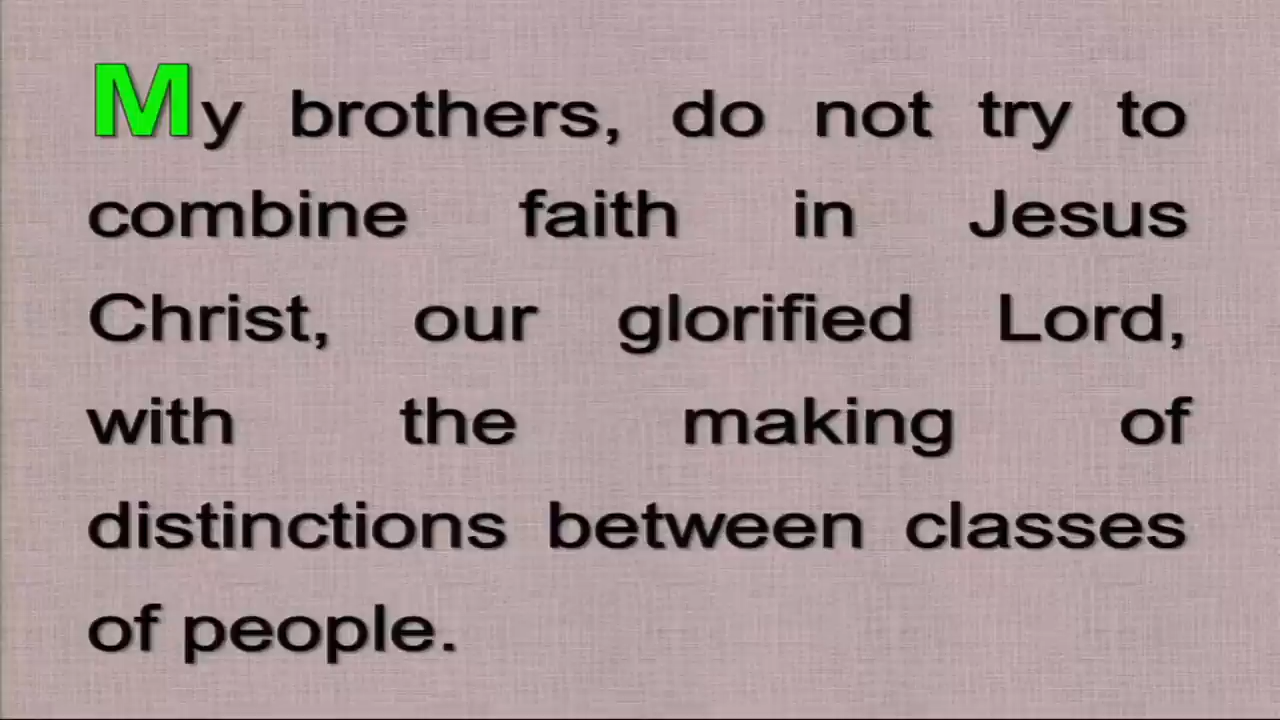 My brothers, do not try to
combine faith in Jesus
Christ, our glorified Lord,
with the making of
distinctions between classes
of people.